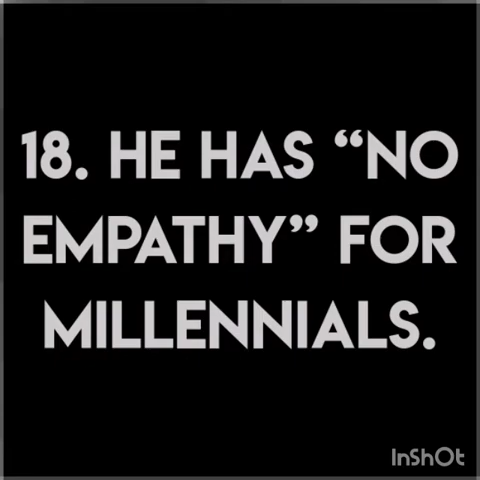 18. HE HAS “NO
EMPATHY” FOR
MILLENNIALS.
InShOt